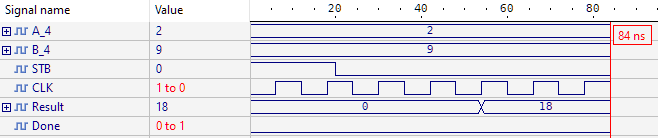 Signal name Value 20 40 60 80
A_4 2 2
B_4 9 9
STB 0
CLK 1 to 0
Result 18 0 18
Done 0 to 1
84 ns